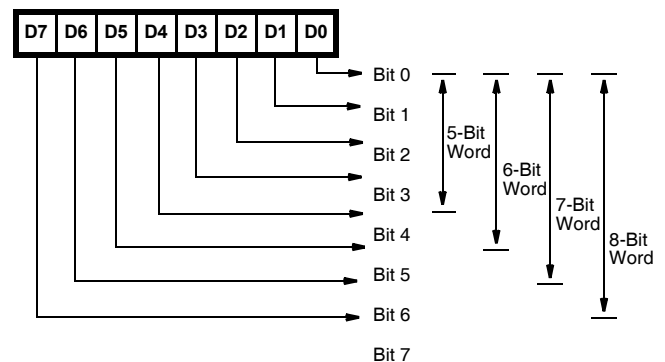 D7 D6 D5 D4 D3 D2 D1 D0
Bit 0
Bit 1
Bit 2
Bit 3
Bit 4
Bit 5
Bit 6
Bit 7
5-Bit
Word
6-Bit
Word
7-Bit
Word
8-Bit
Word